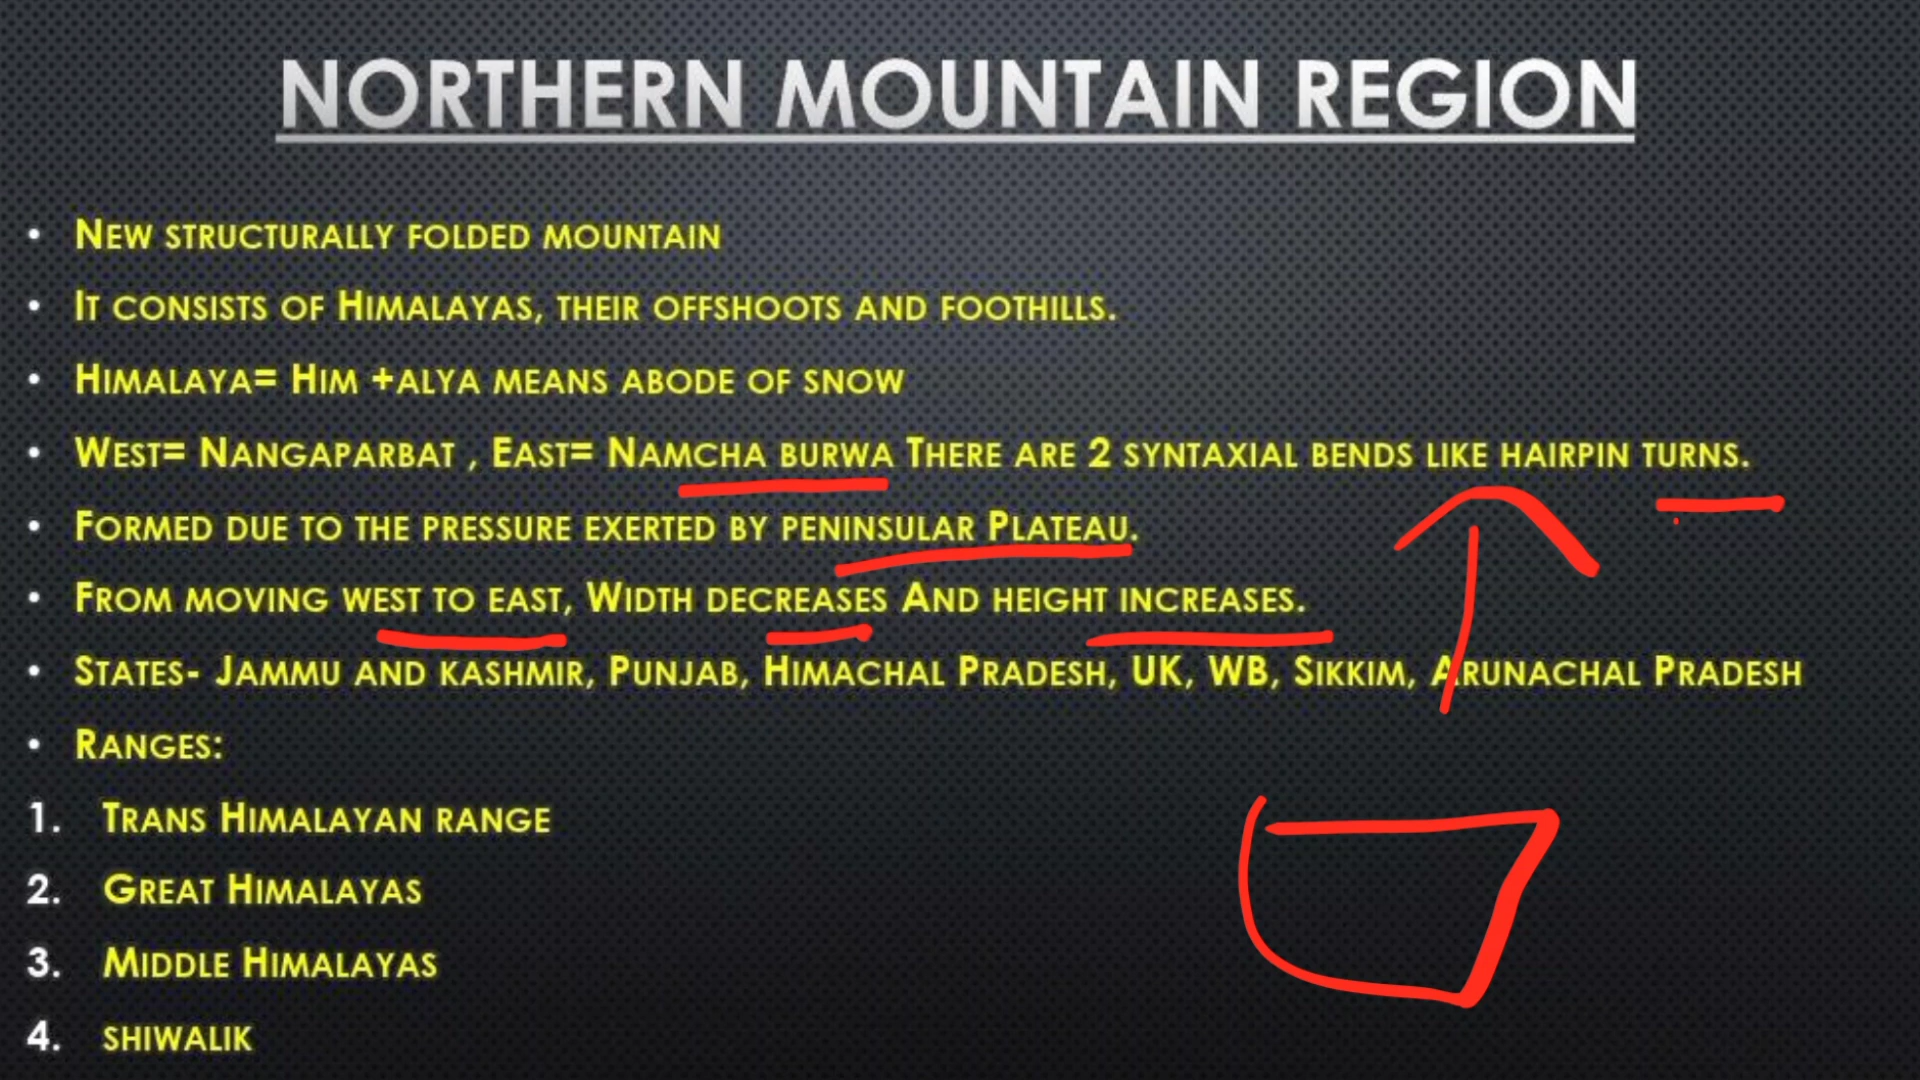 NORTHERN MOUNTAIN REGION
• NEW STRUCTURALLY FOLDED MOUNTAIN
• IT CONSISTS OF HIMALAYAS, THEIR OFFSHOOTS AND FOOTHILLS.
• HIMALAYA= HIM +ALYA MEANS ABODE OF SNOW
• WEST= NANGAPARBAT , EAST= NAMCHA BURWA THERE ARE 2 SYNTAXIAL BENDS LIKE HAIRPIN TURNS.
• FORMED DUE TO THE PRESSURE EXERTED BY PENINSULAR PLATEAU.
• FROM MOVING WEST TO EAST, WIDTH DECREASES AND HEIGHT INCREASES.
• STATES- JAMMU AND KASHMIR, PUNJAB, HIMACHAL PRADESH, UK, WB, SIKKIM, ARUNACHAL PRADESH
• RANGES:
1. TRANS HIMALAYAN RANGE
2. GREAT HIMALAYAS
3. MIDDLE HIMALAYAS
4. SHIWALIK